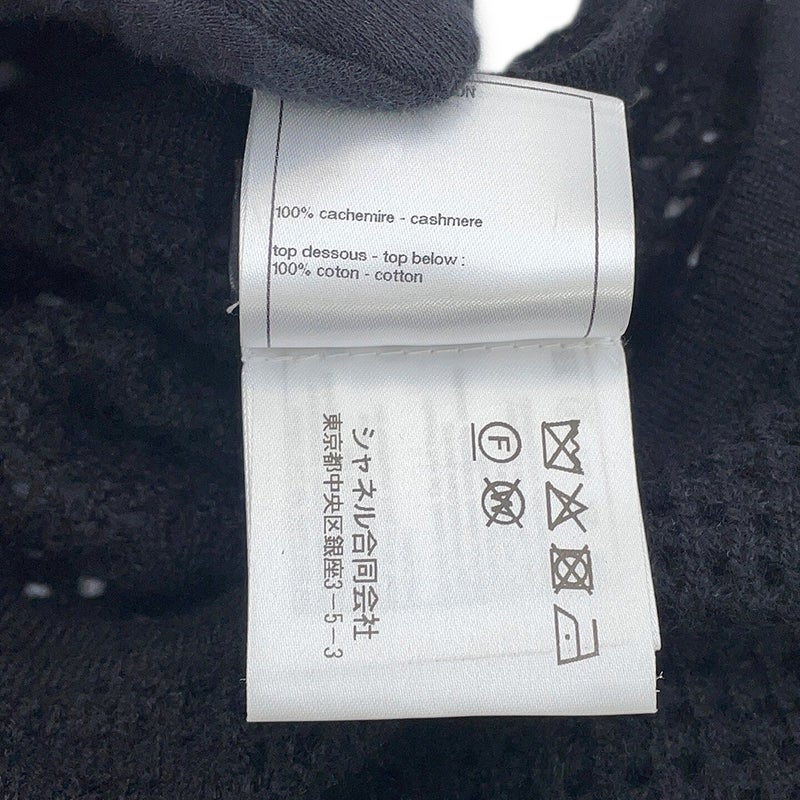 100% cachemire - cashmere
top dessous - top below :
100% coton - cotton
F
W
シャネル合同会社
東京都中央区銀座3-5-3